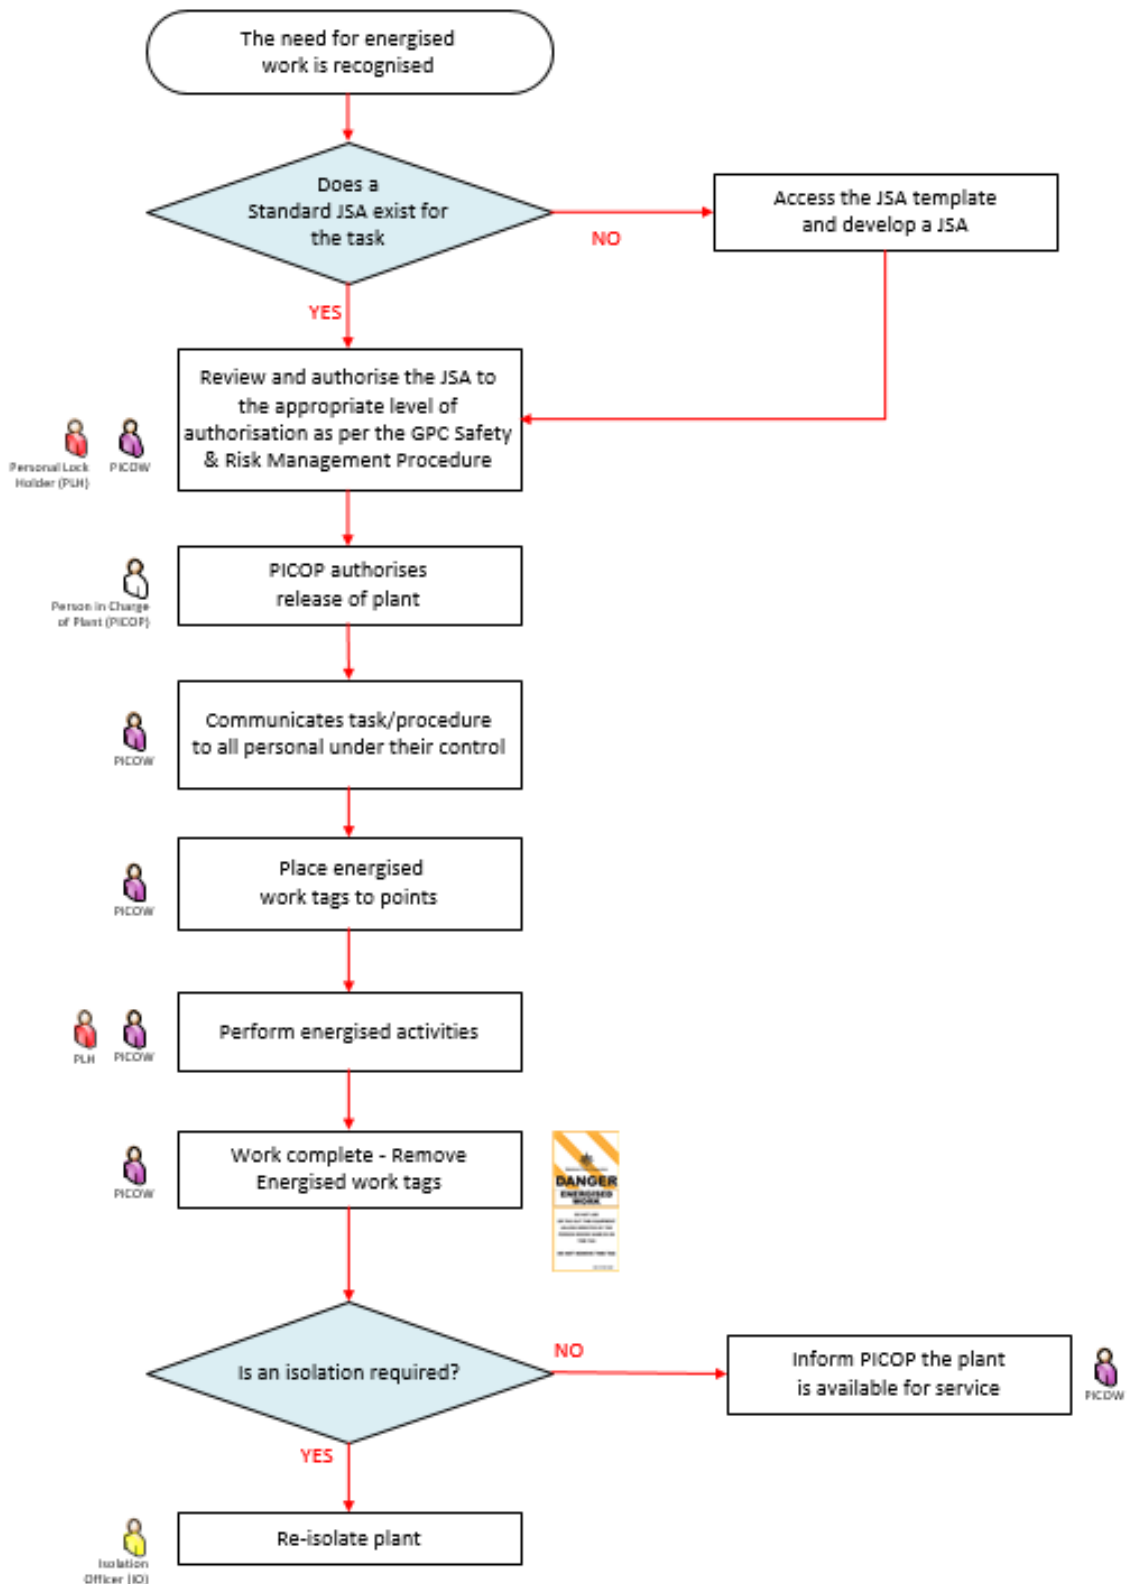 The need for energised
work is recognised
Does a
Standard JSA exist for
the task
NO
Access the JSA template
and develop a JSA
YES
Review and authorise the JSA to
the appropriate level of
authorisation as per the GPC Safety
& Risk Management Procedure
Personal Lock
Holder (PLH)
PICOW
PICOP authorises
release of plant
Person in Charge
of Plant (PICOP)
Communicates task/procedure
to all personal under their control
PICOW
Place energised
work tags to points
PICOW
Perform energised activities
PLH
PICOW
Work complete - Remove
Energised work tags
PICOW
DANGER
ENERGISED
WORK
Is an isolation required?
NO
Inform PICOP the plant
is available for service
PICOW
YES
Re-isolate plant
Isolation
Officer (IO)